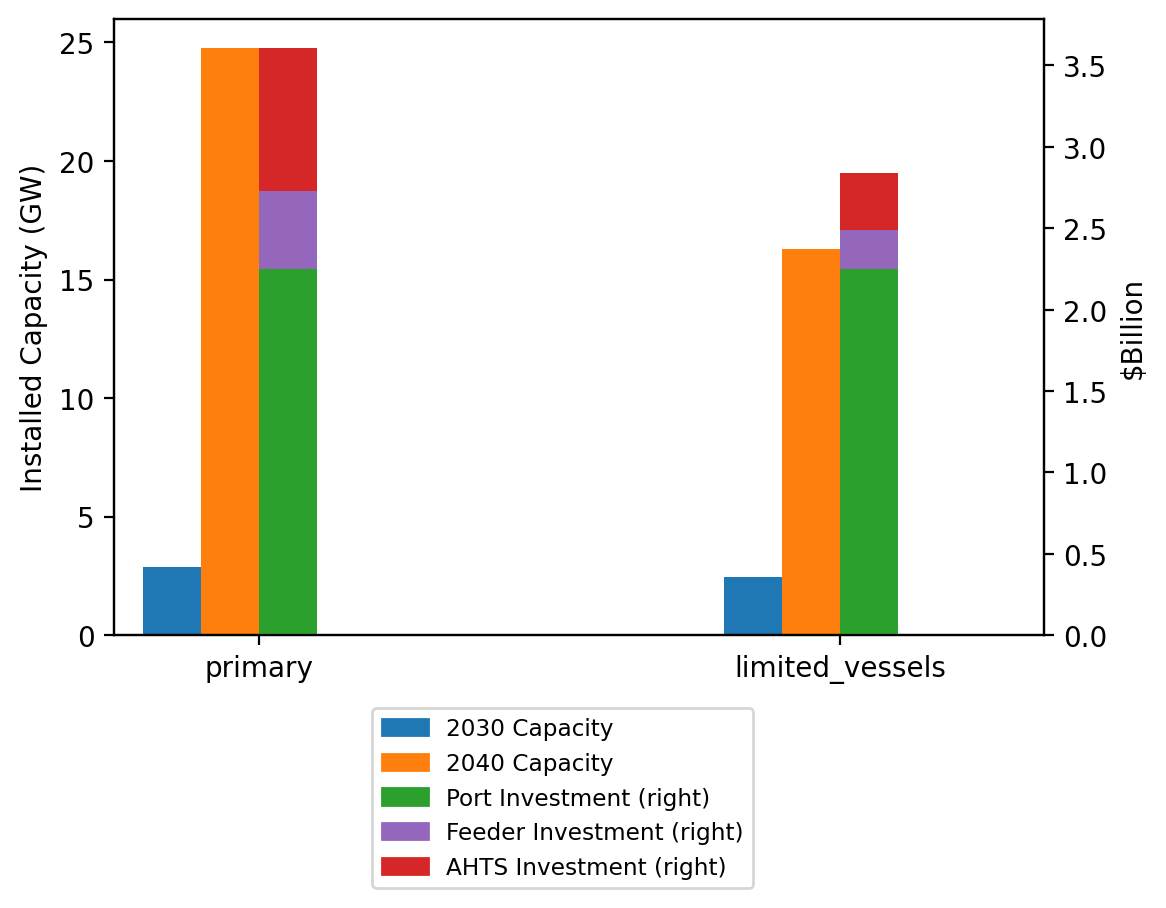 Installed Capacity (GW)
25
20
15
10
5
0
3.5
3.0
2.5
2.0
1.5
1.0
0.5
0.0
$Billion
primary
limited_vessels
2030 Capacity
2040 Capacity
Port Investment (right)
Feeder Investment (right)
AHTS Investment (right)